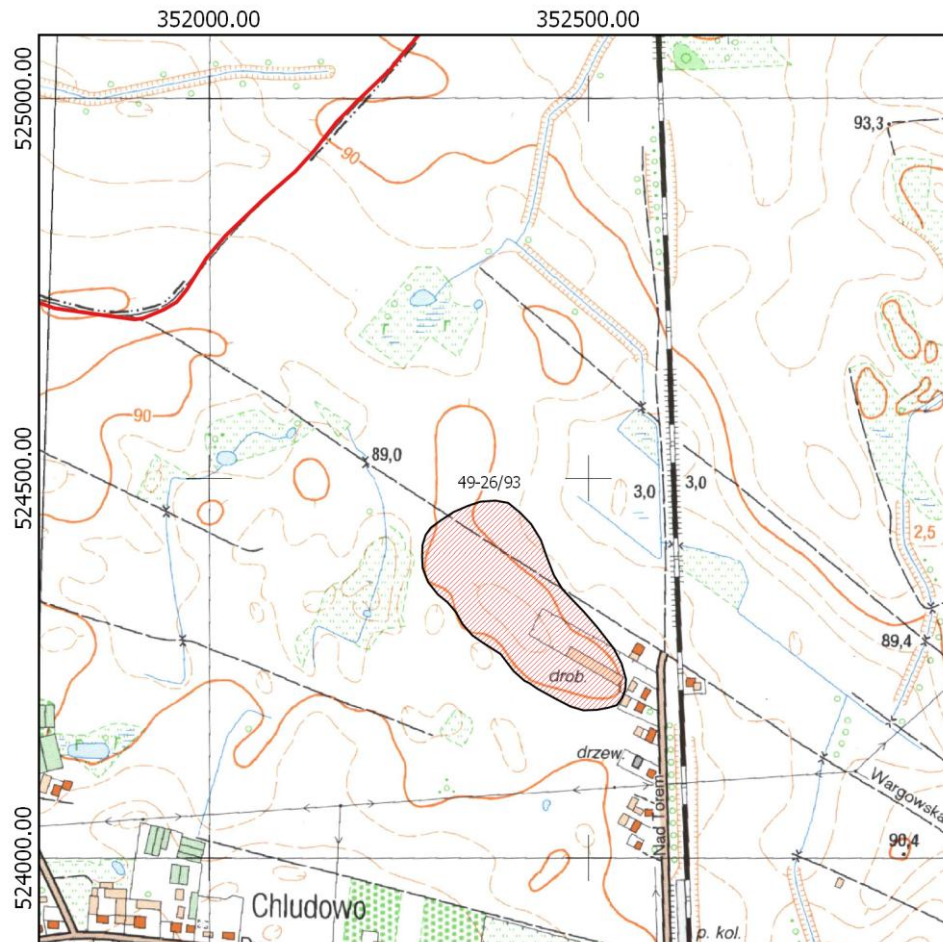 352000.00
352500.00
525000.00
93,3
90
r
r
90
89,0
524500.00
49-26/93
3,0
3,0
2,5
89,4
drob.
r
r
drzew.
Nad Torem
Wargowska
524000.00
90,4
Chludowo
p. kol.